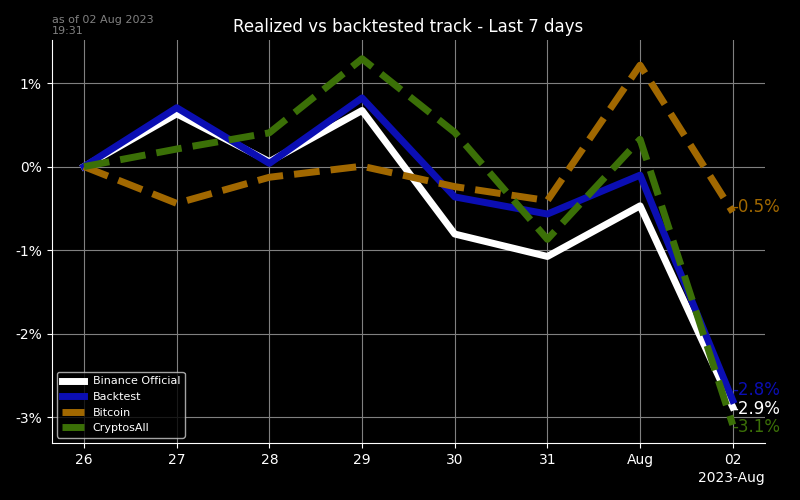 as of 02 Aug 2023
19:31
Realized vs backtested track - Last 7 days
1%
0%
-1%
-2%
-3%
-0.5%
-2.8%
-2.9%
-3.1%
Binance Official
Backtest
Bitcoin
CryptosAll
26 27 28 29 30 31 Aug 02
2023-Aug